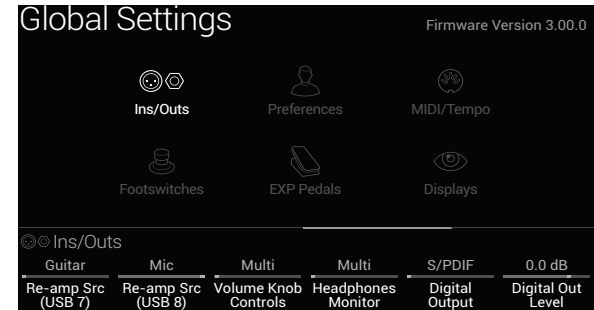 Global Settings
Firmware Version 3.00.0
Ins/Outs
Preferences
MIDI/Tempo
Footswitches
EXP Pedals
Displays
Ins/Outs
Guitar
Mic
Multi
Multi
S/PDIF
0.0 dB
Re-amp Src
(USB 7)
Re-amp Src
(USB 8)
Volume Knob
Controls
Headphones
Monitor
Digital
Output
Digital Out
Level